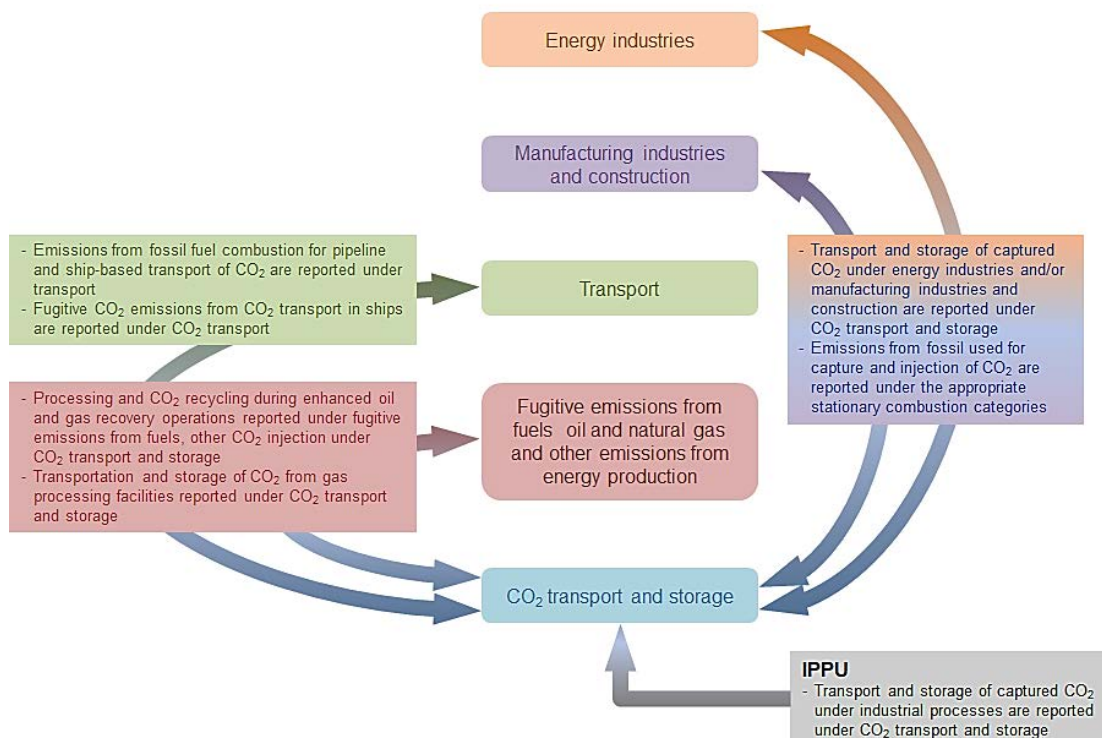 Energy industries
Manufacturing industries
and construction
- Emissions from fossil fuel combustion for pipeline
and ship-based transport of CO₂ are reported under
transport
- Fugitive CO₂ emissions from CO₂ transport in ships
are reported under CO₂ transport
Transport
- Transport and storage of captured
CO₂ under energy industries and/or
manufacturing industries and
construction are reported under
CO₂ transport and storage
- Emissions from fossil used for
capture and injection of CO₂ are
reported under the appropriate
stationary combustion categories
- Processing and CO₂ recycling during enhanced oil
and gas recovery operations reported under fugitive
emissions from fuels, other CO₂ injection under
CO₂ transport and storage
- Transportation and storage of CO₂ from gas
processing facilities reported under CO₂ transport
and storage
Fugitive emissions from
fuels oil and natural gas
and other emissions from
energy production
CO₂ transport and storage
IPPU
- Transport and storage of captured CO₂
under industrial processes are reported
under CO₂ transport and storage